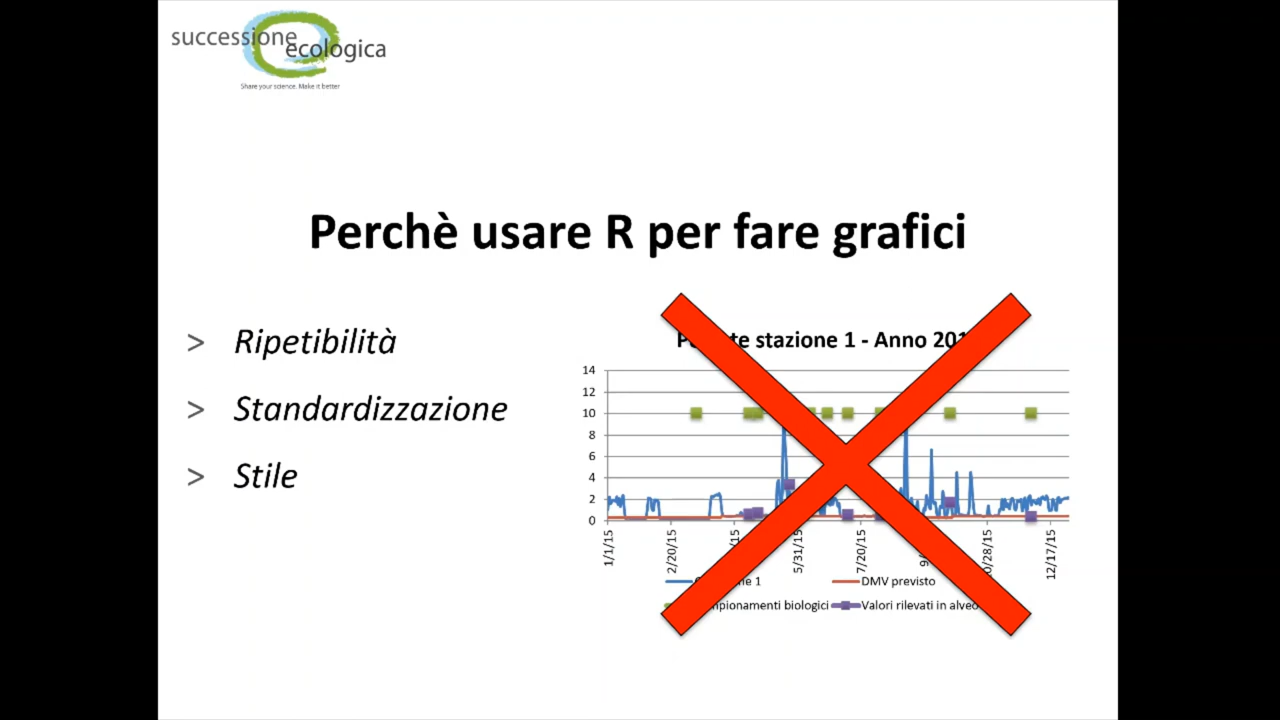 successione
ecologica
Share your science. Make it better
Perchè usare R per fare grafici
> Ripetibilità
> Standardizzazione
> Stile
stazione 1 - Anno
14
12
10
8
6
4
2
0
1/1/15
2/20/15
5/31/15
7/20/15
12/17/15
1
DMV previsto
biologici
Valori rilevati in alveo